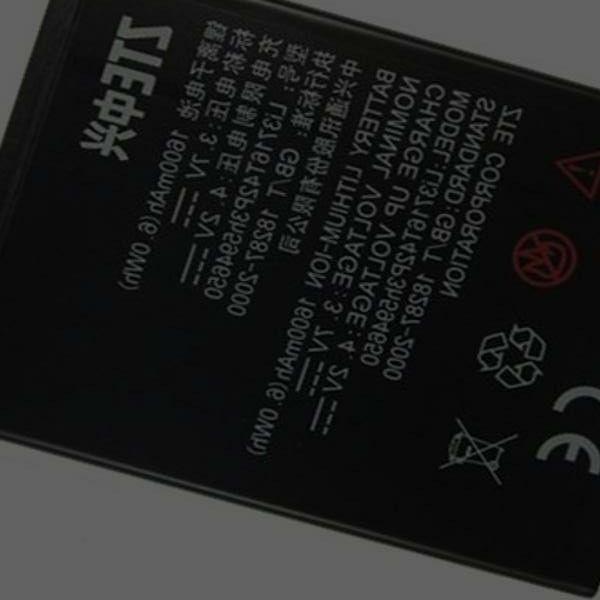 ZTE中兴
锂离子电池 1600mAh(6.0Wh)
标称电压:3.7V
充电限制电压:4.2V
型号: Li3716T42P3h594650
执行标准: GB/T 18287-2000
中兴通讯股份有限公司
BATTERY LITHIUM-ION 1600mAh(6.0Wh)
NOMINAL VOLTAGE:3.7V
CHARGE UP VOLTAGE:4.2V
MODEL:Li3716T42P3h594650
STANDARD:GB/T 18287-2000
ZTE CORPORATION
CE